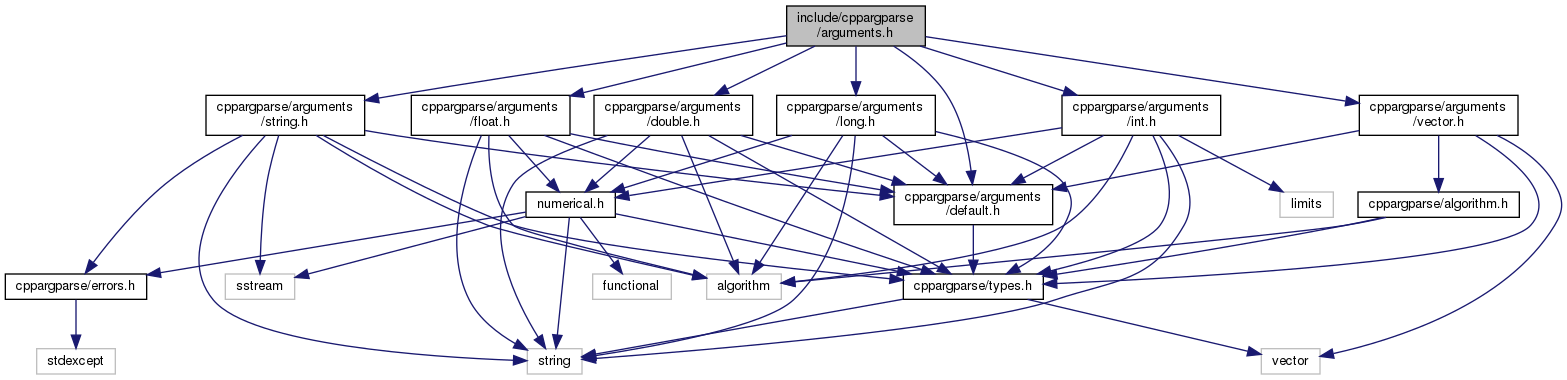 include/cppargparse
/arguments.h
cppargparse/arguments
/string.h
cppargparse/arguments
/float.h
cppargparse/arguments
/double.h
cppargparse/arguments
/long.h
cppargparse/arguments
/int.h
cppargparse/arguments
/vector.h
numerical.h
cppargparse/arguments
/default.h
limits
cppargparse/algorithm.h
cppargparse/errors.h
sstream
functional
algorithm
cppargparse/types.h
stdexcept
string
vector